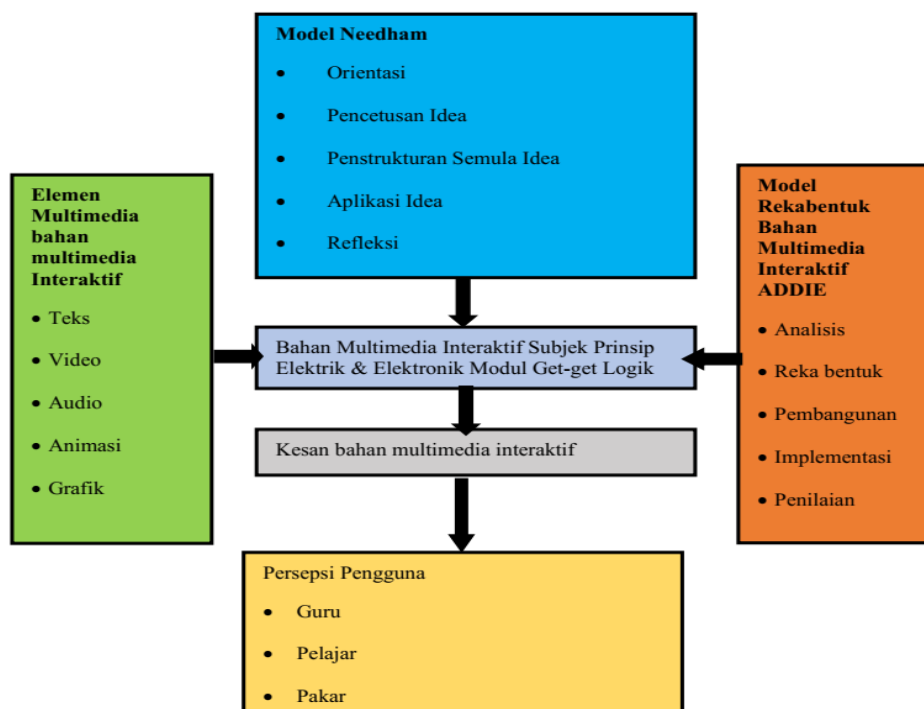 Model Needham
• Orientasi
• Pencetusan Idea
• Penstrukturan Semula Idea
• Aplikasi Idea
• Refleksi
Elemen
Multimedia
bahan
multimedia
Interaktif
• Teks
• Video
• Audio
• Animasi
• Grafik
Model
Rekabentuk
Bahan
Multimedia
Interaktif
ADDIE
• Analisis
• Reka bentuk
• Pembangunan
• Implementasi
• Penilaian
Bahan Multimedia Interaktif Subjek Prinsip
Elektrik & Elektronik Modul Get-get Logik
Kesan bahan multimedia interaktif
Persepsi Pengguna
• Guru
• Pelajar
• Pakar